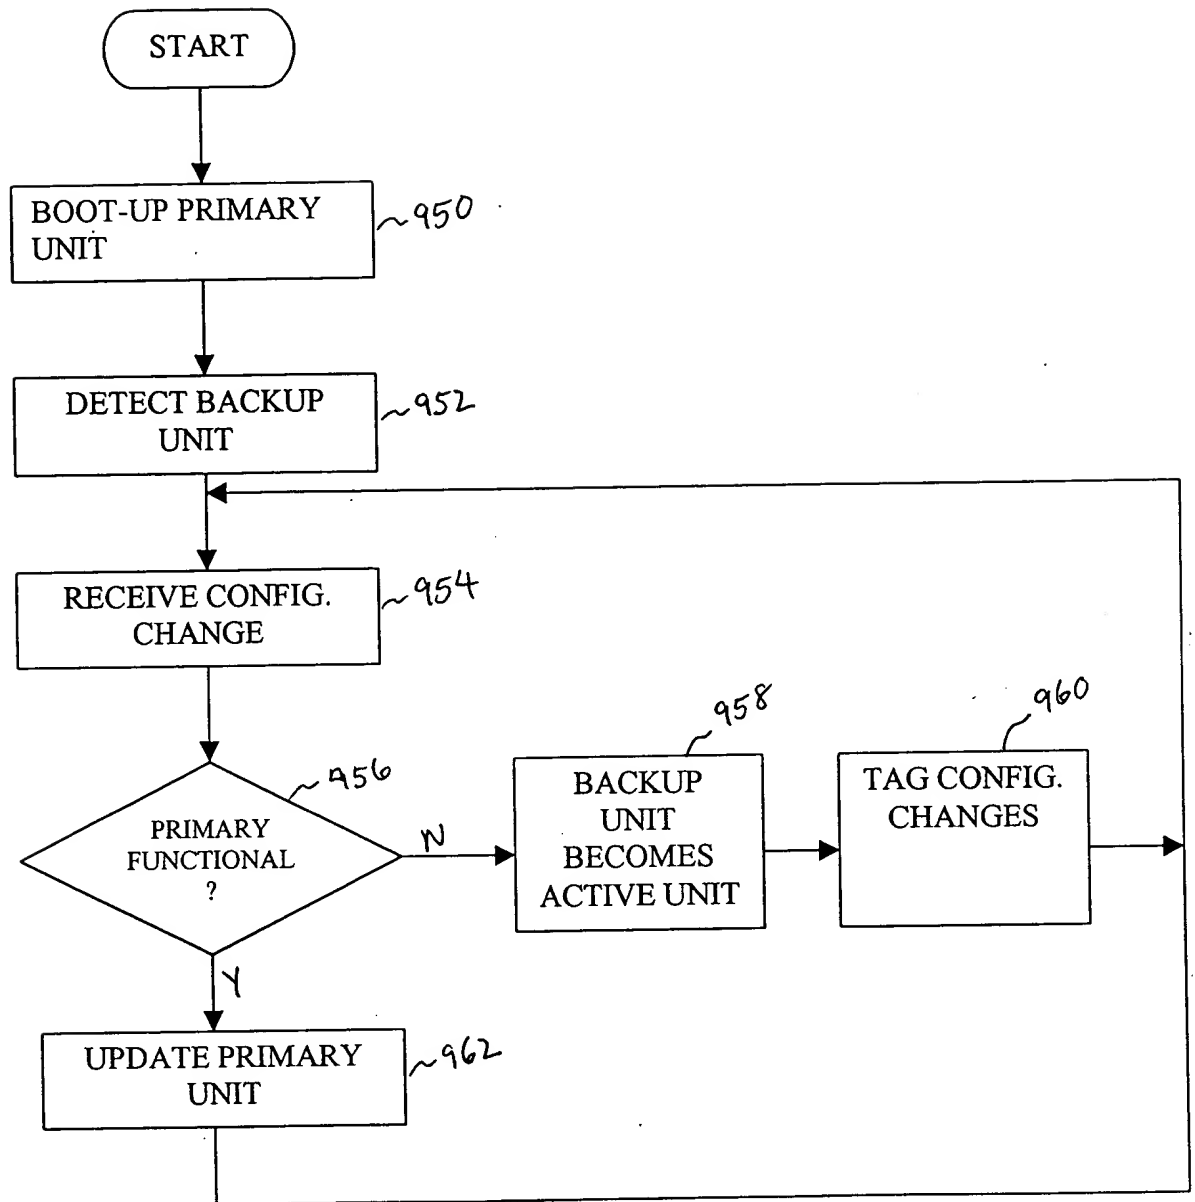 START
BOOT-UP PRIMARY
UNIT
~950
DETECT BACKUP
UNIT
~952
RECEIVE CONFIG.
CHANGE
~954
PRIMARY
FUNCTIONAL
?
956
N
958
BACKUP
UNIT
BECOMES
ACTIVE UNIT
960
TAG CONFIG.
CHANGES
Y
UPDATE PRIMARY
UNIT
~962